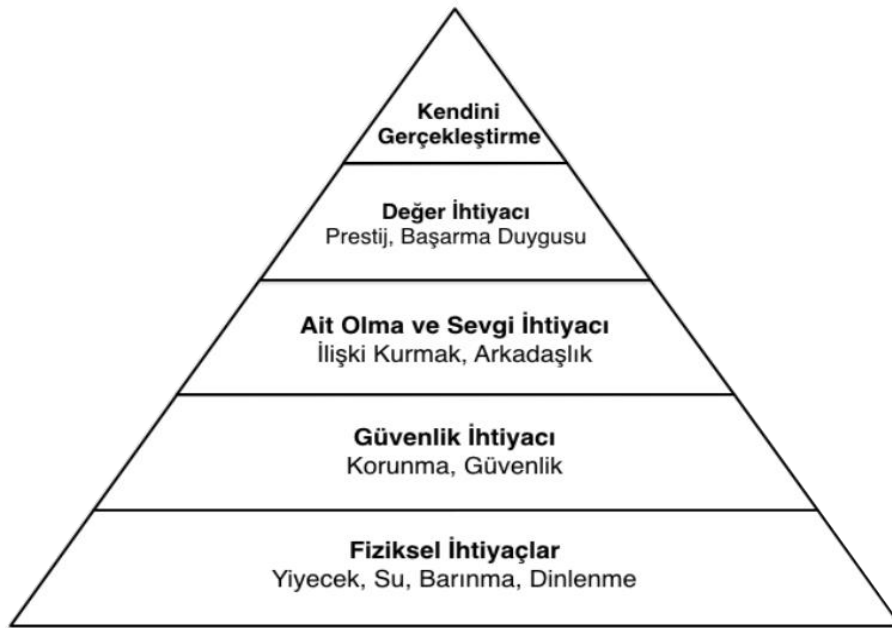 Kendini
Gerçekleştirme
Değer İhtiyacı
Prestij, Başarma Duygusu
Ait Olma ve Sevgi İhtiyacı
İlişki Kurmak, Arkadaşlık
Güvenlik İhtiyacı
Korunma, Güvenlik
Fiziksel İhtiyaçlar
Yiyecek, Su, Barınma, Dinlenme